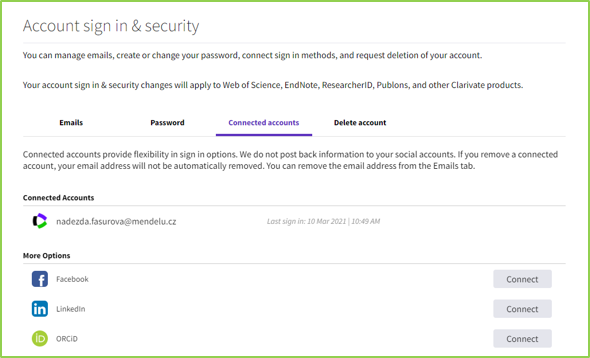 Account sign in & security
You can manage emails, create or change your password, connect sign in methods, and request deletion of your account.
Your account sign in & security changes will apply to Web of Science, EndNote, ResearcherID, Publons, and other Clarivate products.
Emails Password Connected accounts Delete account
Connected accounts provide flexibility in sign in options. We do not post back information to your social accounts. If you remove a connected
account, your email address will not be automatically removed. You can remove the email address from the Emails tab.
Connected Accounts
nadezda.fasurova@mendelu.cz Last sign in: 10 Mar 2021 | 10:49 AM
More Options
f Facebook Connect
in LinkedIn Connect
iD ORCiD Connect